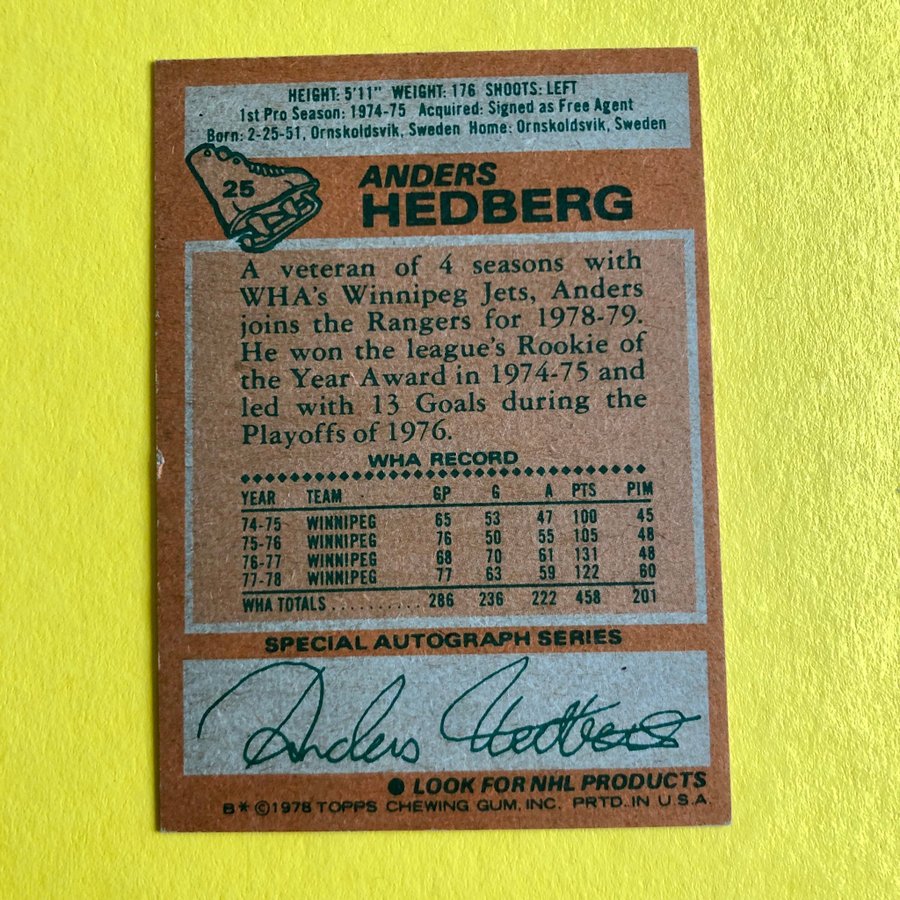 HEIGHT: 5'11" WEIGHT: 176 SHOOTS: LEFT
1st Pro Season: 1974-75 Acquired: Signed as Free Agent
Born: 2-25-51, Ornskoldsvik, Sweden Home: Ornskoldsvik, Sweden
25
ANDERS
HEDBERG
A veteran of 4 seasons with
WHA's Winnipeg Jets, Anders
joins the Rangers for 1978-79.
He won the league's Rookie of
the Year Award in 1974-75 and
led with 13 Goals during the
Playoffs of 1976.
WHA RECORD
YEAR TEAM GP G A PTS PIM
74-75 WINNIPEG 65 53 47 100 45
75-76 WINNIPEG 76 50 55 105 48
76-77 WINNIPEG 68 70 61 131 48
77-78 WINNIPEG 77 63 59 122 60
WHA TOTALS .......... 286 236 222 458 201
SPECIAL AUTOGRAPH SERIES
Anders Hedberg
● LOOK FOR NHL PRODUCTS
B* ©1978 TOPPS CHEWING GUM, INC. PRTD. IN U.S.A.